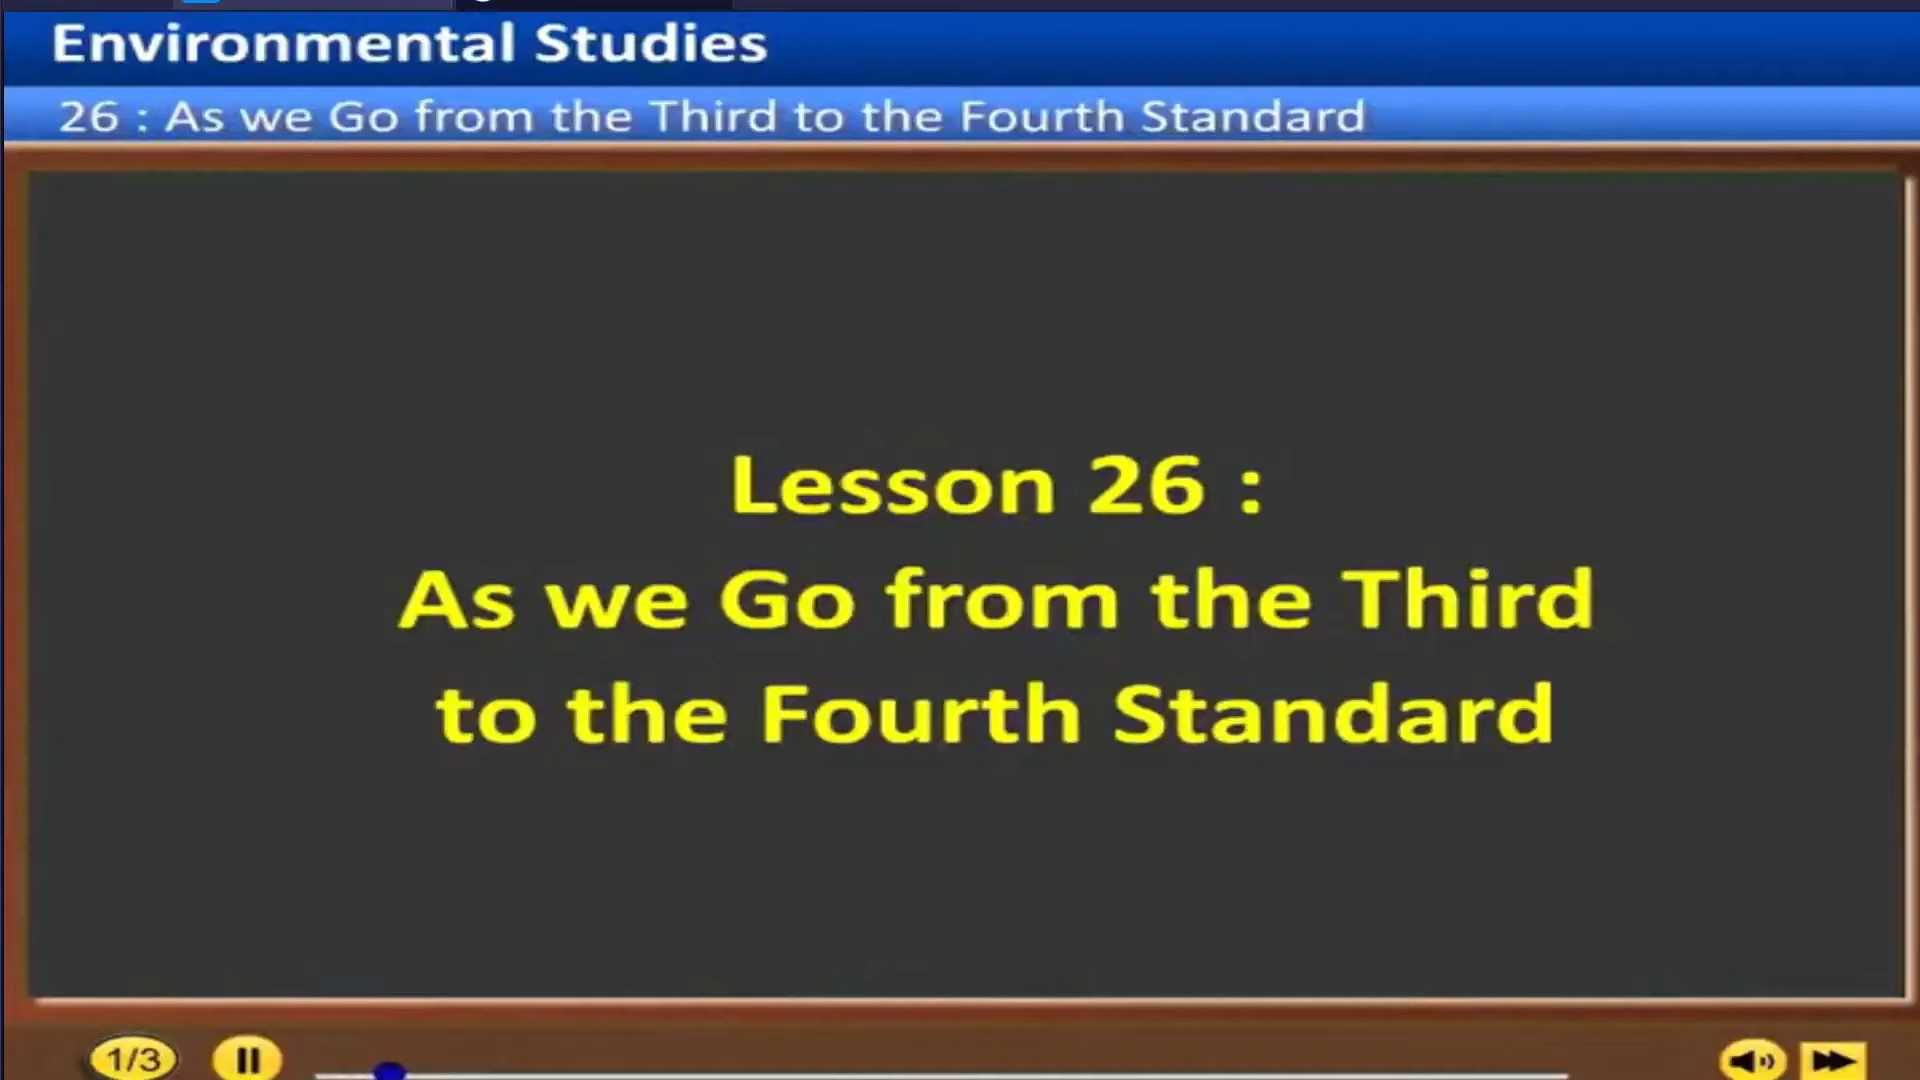 Environmental Studies
26 : As we Go from the Third to the Fourth Standard
Lesson 26 :
As we Go from the Third
to the Fourth Standard
1/3